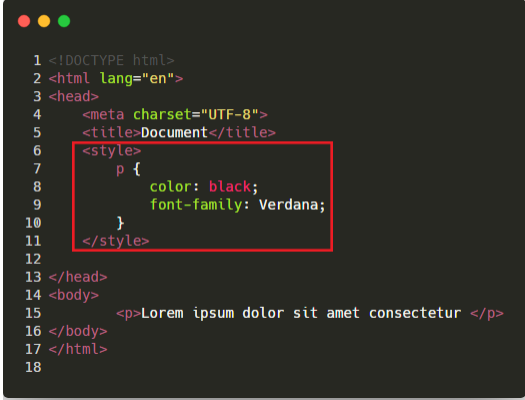 1 <!DOCTYPE html>
2 <html lang="en">
3 <head>
4     <meta charset="UTF-8">
5     <title>Document</title>
6     <style>
7         p {
8             color: black;
9             font-family: Verdana;
10         }
11     </style>
12
13 </head>
14 <body>
15         <p>Lorem ipsum dolor sit amet consectetur </p>
16 </body>
17 </html>
18